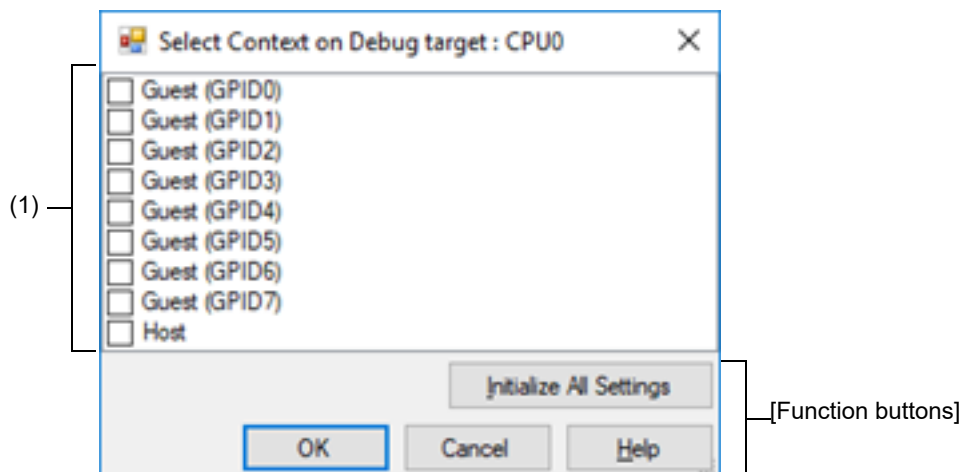 Select Context on Debug target : CPU0
Guest (GPID0)
Guest (GPID1)
Guest (GPID2)
Guest (GPID3)
(1)
Guest (GPID4)
Guest (GPID5)
Guest (GPID6)
Guest (GPID7)
Host
Initialize All Settings
[Function buttons]
OK Cancel Help